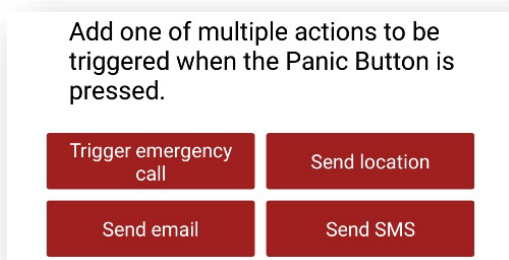 Add one of multiple actions to be
triggered when the Panic Button is
pressed.
Trigger emergency
call
Send location
Send email
Send SMS